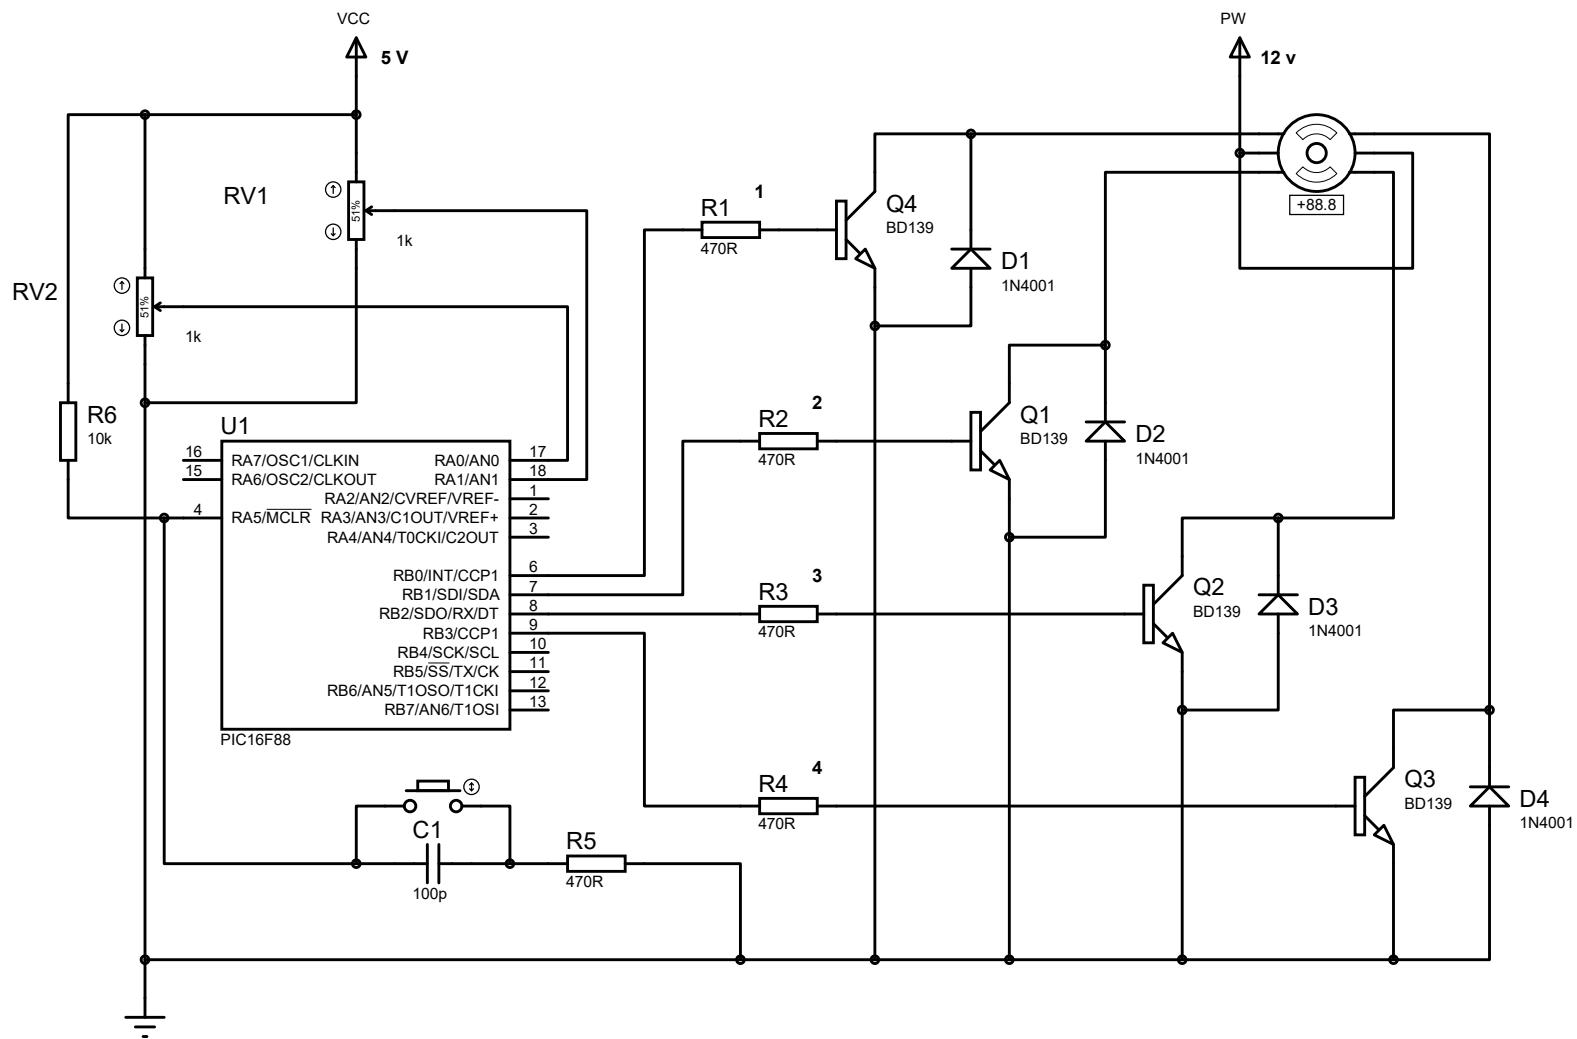 VCC
5 V
PW
12 v
+88.8
RV1
51%
1k
RV2
51%
1k
R6
10k
R1
1
470R
Q4
BD139
D1
1N4001
R2
2
470R
Q1
BD139
D2
1N4001
R3
3
470R
Q2
BD139
D3
1N4001
R4
4
470R
Q3
BD139
D4
1N4001
U1
16 RA7/OSC1/CLKIN RA0/AN0 17
15 RA6/OSC2/CLKOUT RA1/AN1 18
RA2/AN2/CVREF/VREF- 1
4 RA5/MCLR RA3/AN3/C1OUT/VREF+ 2
RA4/AN4/T0CKI/C2OUT 3
RB0/INT/CCP1 6
RB1/SDI/SDA 7
RB2/SDO/RX/DT 8
RB3/CCP1 9
RB4/SCK/SCL 10
RB5/SS/TX/CK 11
RB6/AN5/T1OSO/T1CKI 12
RB7/AN6/T1OSI 13
PIC16F88
C1
100p
R5
470R